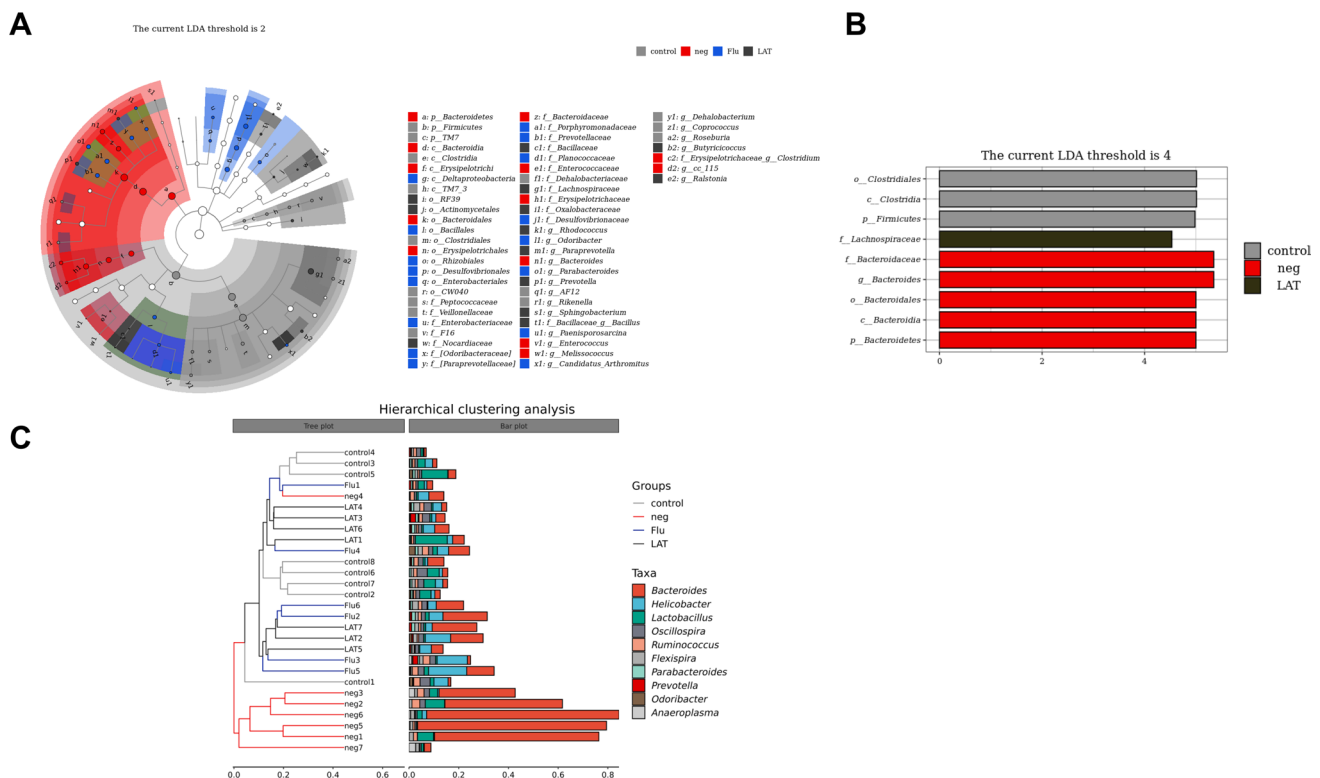 A
The current LDA threshold is 2
control neg Flu LAT
a: p__Bacteroidetes
b: p__Firmicutes
c: p__TM7
d: c__Bacteroidia
e: c__Clostridia
f: c__Erysipelotrichi
g: c__Deltaproteobacteria
h: c__TM7_3
i: o__RF39
j: o__Actinomycetales
k: o__Bacteroidales
l: o__Bacillales
m: o__Clostridiales
n: o__Erysipelotrichales
o: o__Rhizobiales
p: o__Desulfovibrionales
q: o__Enterobacteriales
r: o__CW040
s: f__Peptococcaceae
t: f__Veillonellaceae
u: f__Enterobacteriaceae
v: f__F16
w: f__Nocardiaceae
x: f__[Odoribacteraceae]
y: f__[Paraprevotellaceae]
z: f__Bacteroidaceae
a1: f__Porphyromonadaceae
b1: f__Prevotellaceae
c1: f__Bacillaceae
d1: f__Planococcaceae
e1: f__Enterococcaceae
f1: f__Dehalobacteriaceae
g1: f__Lachnospiraceae
h1: f__Erysipelotrichaceae
i1: f__Oxalobacteraceae
j1: f__Desulfovibrionaceae
k1: g__Rhodococcus
l1: g__Odoribacter
m1: g__Paraprevotella
n1: g__Bacteroides
o1: g__Parabacteroides
p1: g__Prevotella
q1: g__AF12
r1: g__Rikenella
s1: g__Sphingobacterium
t1: f__Bacillaceae_g__Bacillus
u1: g__Paenisporosarcina
v1: g__Enterococcus
w1: g__Melissococcus
x1: g__Candidatus_Arthromitus
y1: g__Dehalobacterium
z1: g__Coprococcus
a2: g__Roseburia
b2: g__Butyricicoccus
c2: f__Erysipelotrichaceae_g__Clostridium
d2: g__cc_115
e2: g__Ralstonia
B
The current LDA threshold is 4
o__Clostridiales
c__Clostridia
p__Firmicutes
f__Lachnospiraceae
f__Bacteroidaceae
g__Bacteroides
o__Bacteroidales
c__Bacteroidia
p__Bacteroidetes
0 2 4
control
neg
LAT
C
Hierarchical clustering analysis
Tree plot Bar plot
control4
control3
control5
Flu1
neg4
LAT4
LAT3
LAT6
LAT1
Flu4
control8
control6
control7
control2
Flu6
Flu2
LAT7
LAT2
LAT5
Flu3
Flu5
control1
neg3
neg2
neg6
neg5
neg1
neg7
0.0 0.2 0.4 0.6 0.0 0.2 0.4 0.6 0.8
Groups
control
neg
Flu
LAT
Taxa
Bacteroides
Helicobacter
Lactobacillus
Oscillospira
Ruminococcus
Flexispira
Parabacteroides
Prevotella
Odoribacter
Anaeroplasma